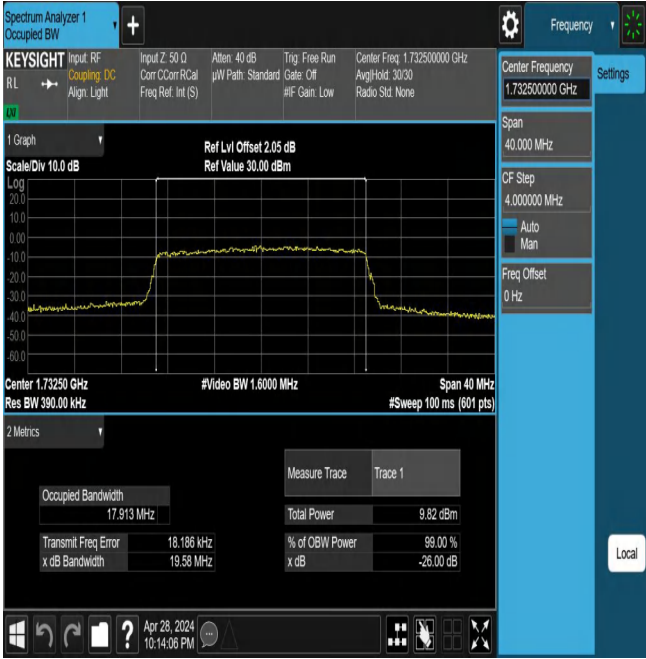 Spectrum Analyzer 1
Occupied BW
Frequency
KEYSIGHT
RL
Input: RF
Coupling: DC
Align: Light
Input Z: 50 Ω
Corr CCorr RCal
Freq Ref: Int (S)
Atten: 40 dB
µW Path: Standard
Trig: Free Run
Gate: Off
#IF Gain: Low
Center Freq: 1.732500000 GHz
Avg|Hold: 30/30
Radio Std: None
LXI
Center Frequency
1.732500000 GHz
Settings
Span
40.000 MHz
CF Step
4.000000 MHz
Auto
Man
Freq Offset
0 Hz
1 Graph
Scale/Div 10.0 dB
Ref Lvl Offset 2.05 dB
Ref Value 30.00 dBm
Log
20.0
10.0
0.00
-10.0
-20.0
-30.0
-40.0
-50.0
-60.0
Center 1.73250 GHz
Res BW 390.00 kHz
#Video BW 1.6000 MHz
Span 40 MHz
#Sweep 100 ms (601 pts)
2 Metrics
Measure Trace
Trace 1
Occupied Bandwidth
17.913 MHz
Total Power
9.82 dBm
Transmit Freq Error
18.186 kHz
% of OBW Power
99.00 %
x dB Bandwidth
19.58 MHz
x dB
-26.00 dB
Local
?
Apr 28, 2024
10:14:06 PM